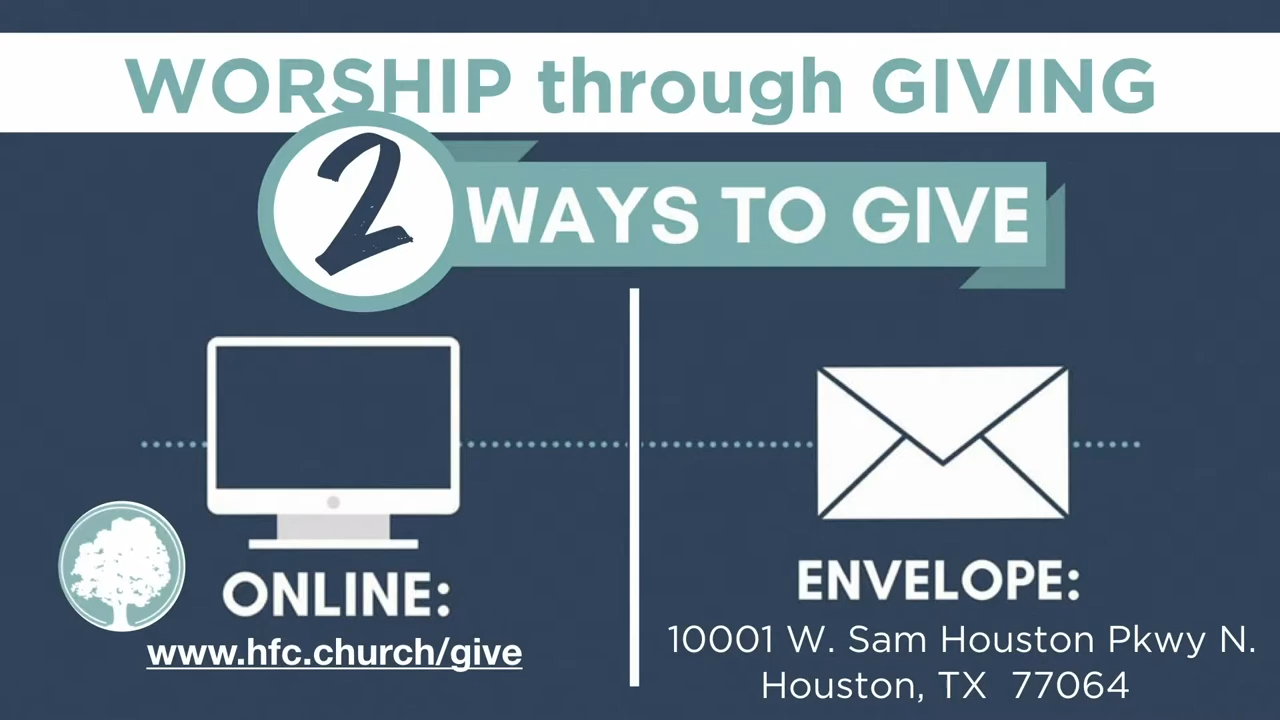 WORSHIP through GIVING
2 WAYS TO GIVE
ONLINE:
www.hfc.church/give
ENVELOPE:
10001 W. Sam Houston Pkwy N.
Houston, TX 77064